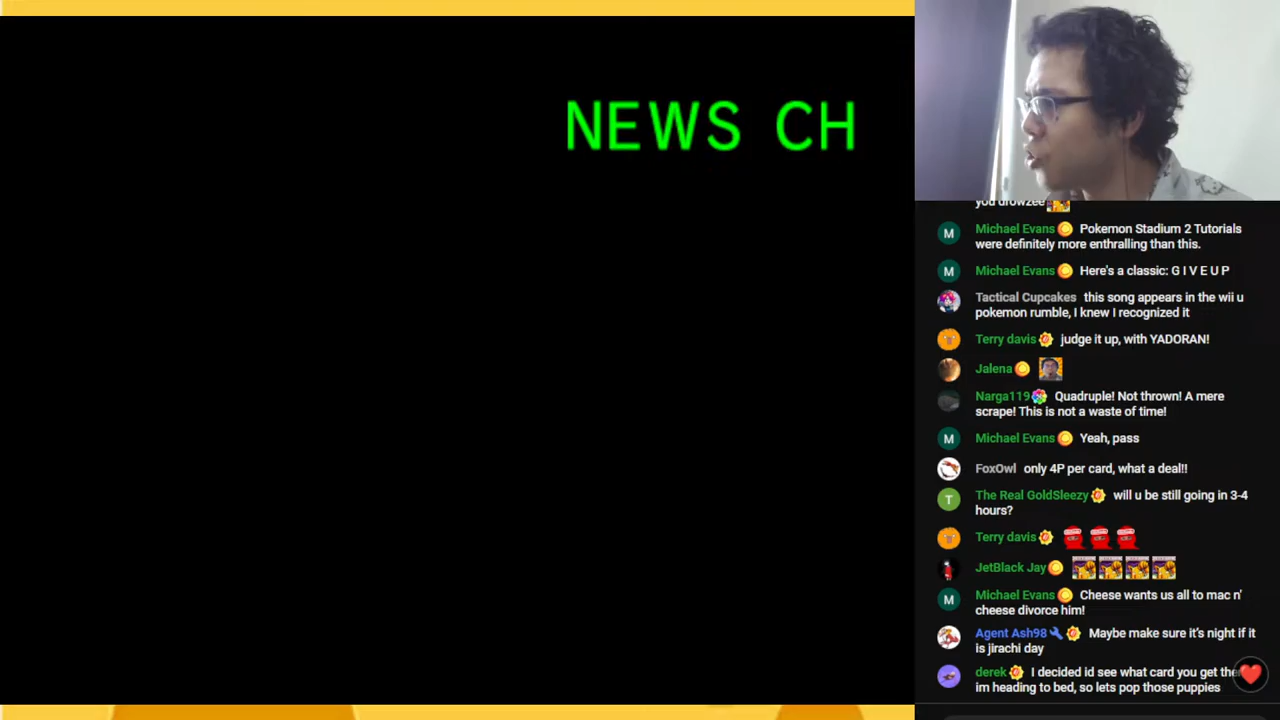 NEWS CH
you drowzee
Michael Evans Pokemon Stadium 2 Tutorials
were definitely more enthralling than this.
Michael Evans Here's a classic: G I V E U P
Tactical Cupcakes this song appears in the wii u
pokemon rumble, I knew I recognized it
Terry davis judge it up, with YADORAN!
Jalena
Narga119 Quadruple! Not thrown! A mere
scrape! This is not a waste of time!
M
Michael Evans Yeah, pass
FoxOwl only 4P per card, what a deal!!
T
The Real GoldSleezy will u be still going in 3-4
hours?
Terry davis
JetBlack Jay
M
Michael Evans Cheese wants us all to mac n'
cheese divorce him!
Agent Ash98 Maybe make sure it's night if it
is jirachi day
derek I decided id see what card you get
im heading to bed, so lets pop those puppies